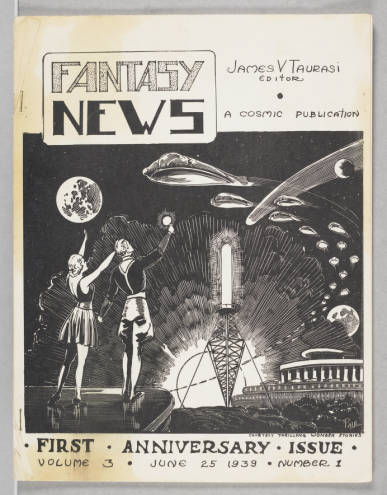 FANTASY
NEWS
JAMES V TAURASI
EDITOR
A COSMIC PUBLICATION
COURTESY THRILLING WONDER STORIES
· FIRST · ANNIVERSARY · ISSUE ·
VOLUME 3 · JUNE 25 1939 · NUMBER 1